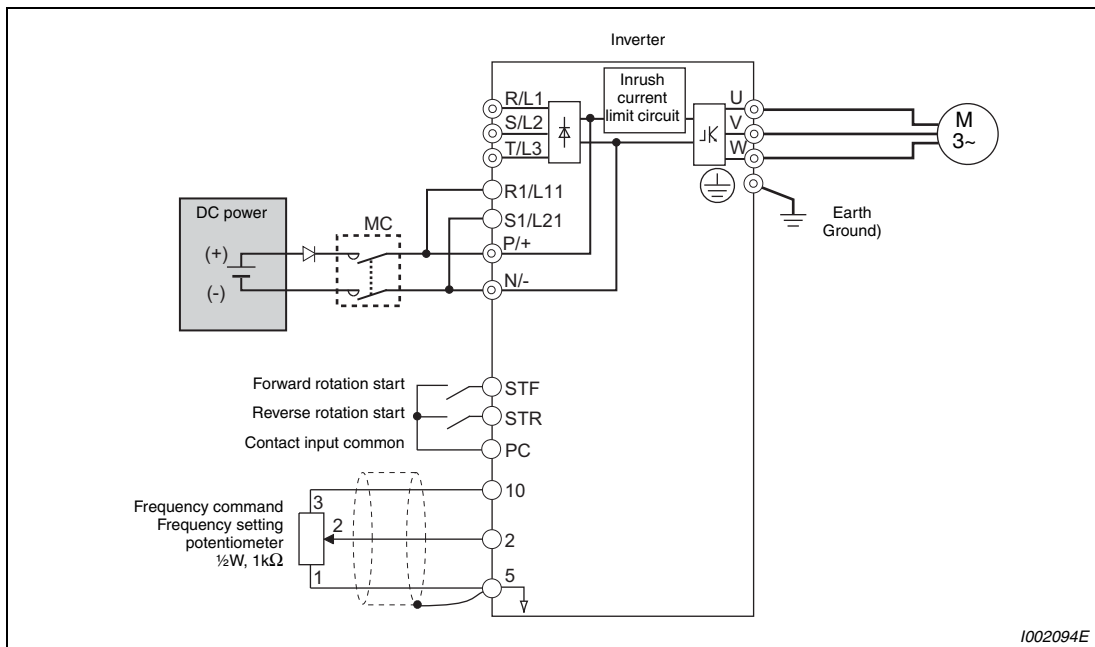 Inverter
Inrush
current
limit circuit
R/L1
S/L2
T/L3
U
V
W
M
3~
R1/L11
S1/L21
DC power
MC
P/+
(+)
(-)
N/-
Earth
Ground)
Forward rotation start
STF
Reverse rotation start
STR
Contact input common
PC
10
Frequency command
Frequency setting
potentiometer
½W, 1kΩ
3
2
2
1
5
I002094E